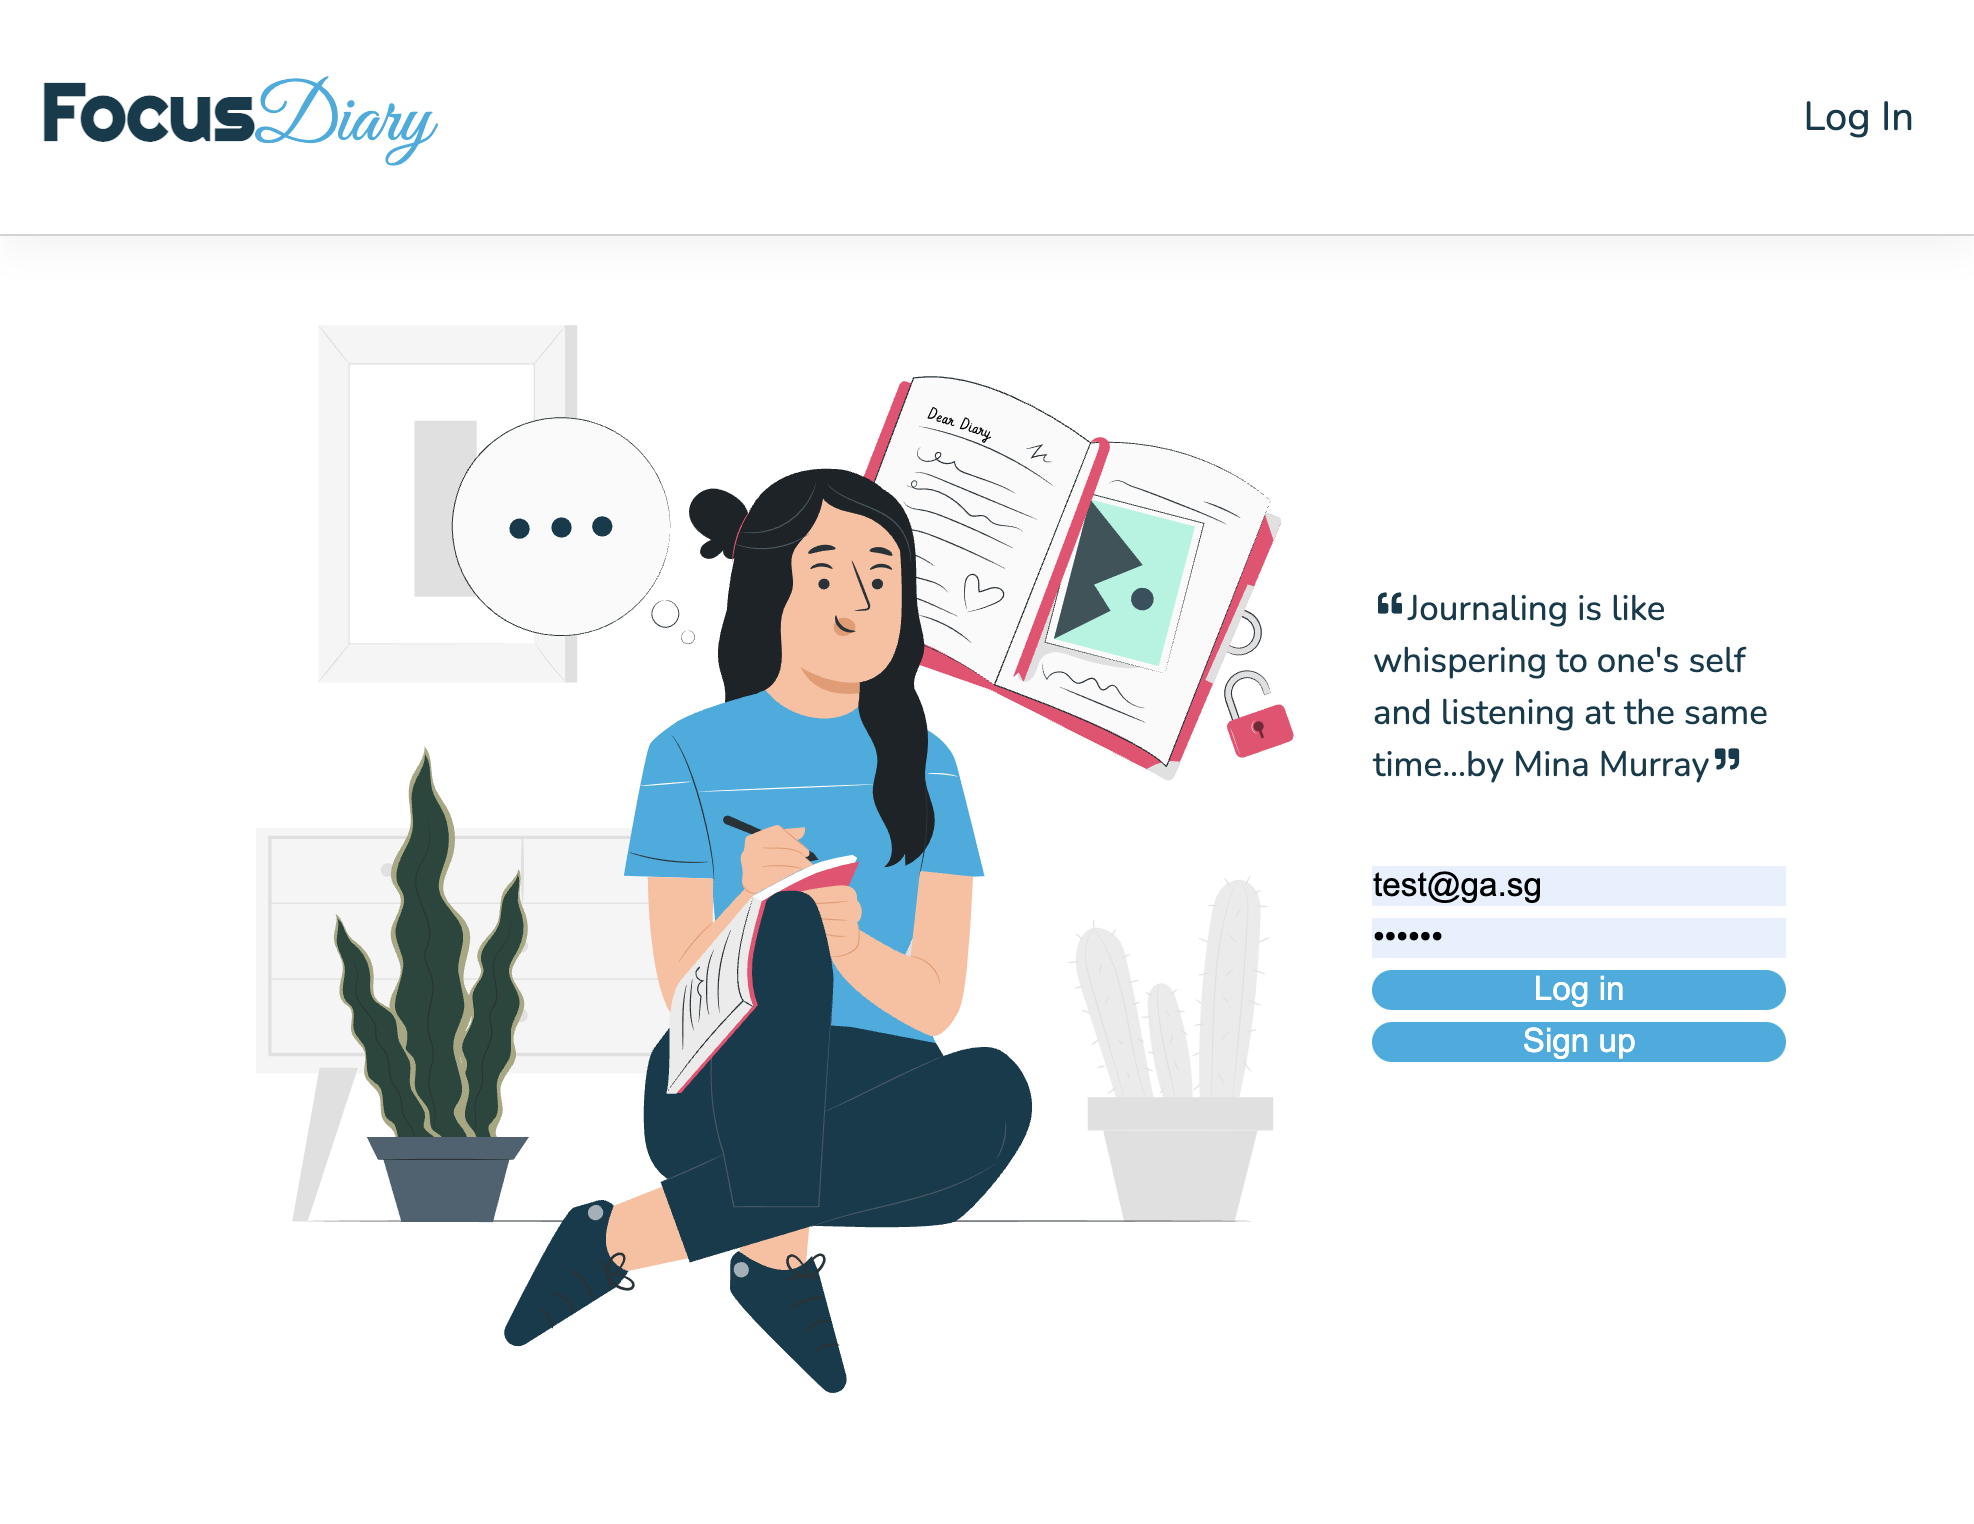 FocusDiary
Log In
Dear Diary
❝Journaling is like
whispering to one's self
and listening at the same
time...by Mina Murray❞
test@ga.sg
••••••
Log in
Sign up